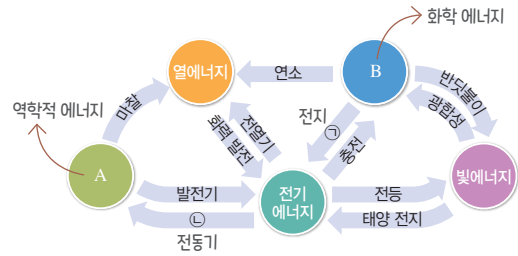 화학 에너지
열에너지
연소
B
반딧불이
광합성
역학적 에너지
마찰
전지
㉠
충전
전열기
화력 발전
A
발전기
전기
에너지
전등
빛에너지
㉡
태양 전지
전동기